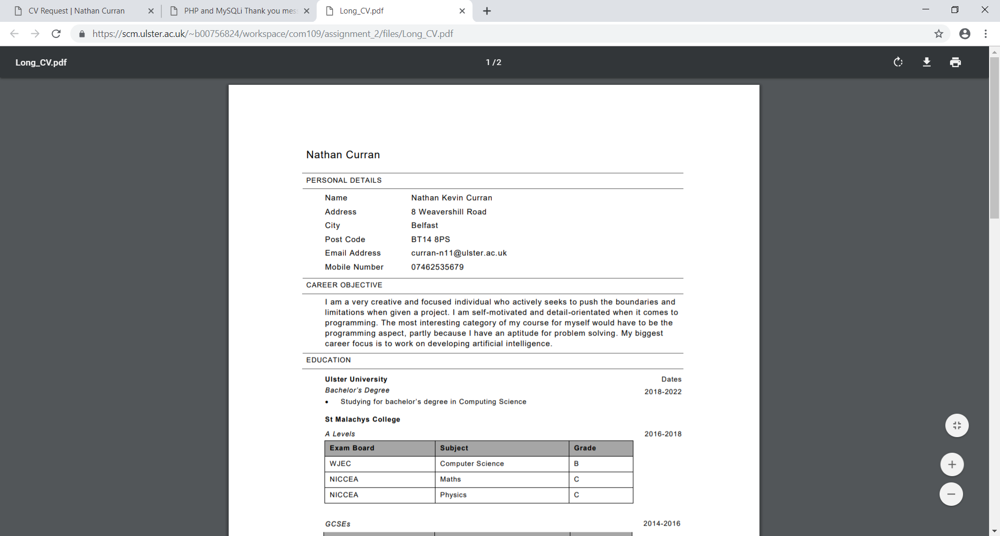 CV Request | Nathan Curran
PHP and MySQLi Thank you mes
Long_CV.pdf
https://scm.ulster.ac.uk/~b00756824/workspace/com109/assignment_2/files/Long_CV.pdf
Long_CV.pdf 1 / 2
Nathan Curran
PERSONAL DETAILS
Name Nathan Kevin Curran
Address 8 Weavershill Road
City Belfast
Post Code BT14 8PS
Email Address curran-n11@ulster.ac.uk
Mobile Number 07462535679
CAREER OBJECTIVE
I am a very creative and focused individual who actively seeks to push the boundaries and
limitations when given a project. I am self-motivated and detail-orientated when it comes to
programming. The most interesting category of my course for myself would have to be the
programming aspect, partly because I have an aptitude for problem solving. My biggest
career focus is to work on developing artificial intelligence.
EDUCATION
Ulster University Dates
Bachelor's Degree 2018-2022
• Studying for bachelor's degree in Computing Science
St Malachys College
A Levels 2016-2018
Exam Board Subject Grade
WJEC Computer Science B
NICCEA Maths C
NICCEA Physics C
GCSEs 2014-2016